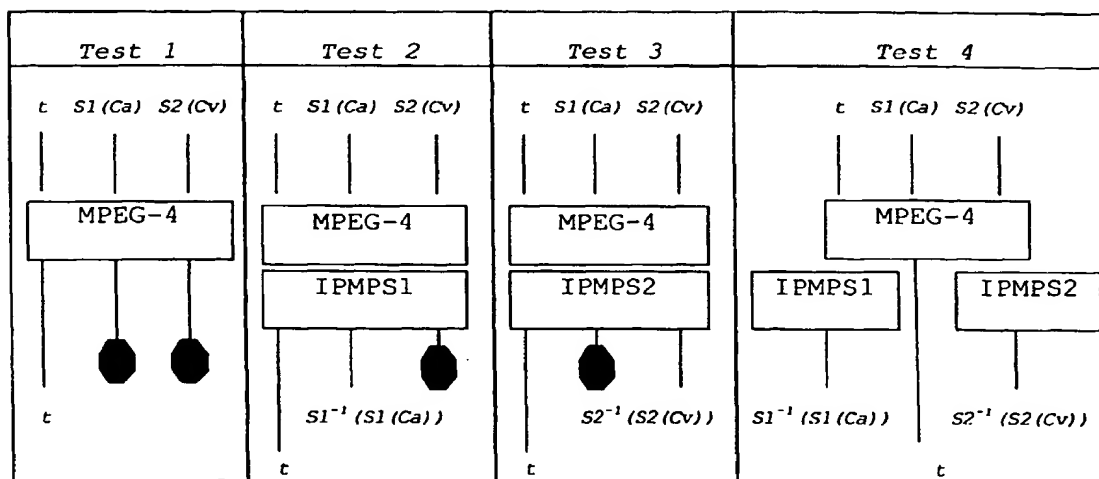 Test 1 Test 2 Test 3 Test 4
t S1(Ca) S2(Cv) t S1(Ca) S2(Cv) t S1(Ca) S2(Cv) t S1(Ca) S2(Cv)
MPEG-4 MPEG-4 MPEG-4 MPEG-4
IPMPS1 IPMPS2 IPMPS1 IPMPS2
t S1⁻¹(S1(Ca)) S2⁻¹(S2(Cv)) S1⁻¹(S1(Ca)) S2⁻¹(S2(Cv))
t t t